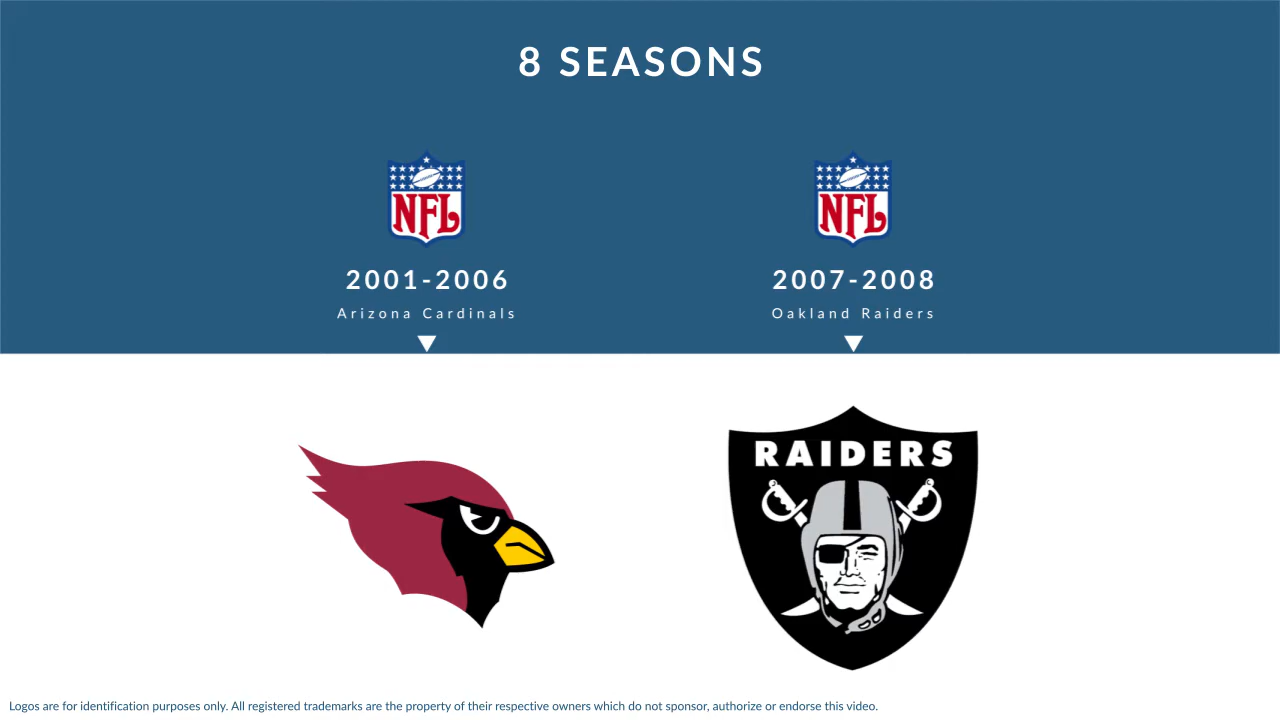 8 SEASONS
NFL NFL
2001-2006 2007-2008
Arizona Cardinals Oakland Raiders
RAIDERS
Logos are for identification purposes only. All registered trademarks are the property of their respective owners which do not sponsor, authorize or endorse this video.